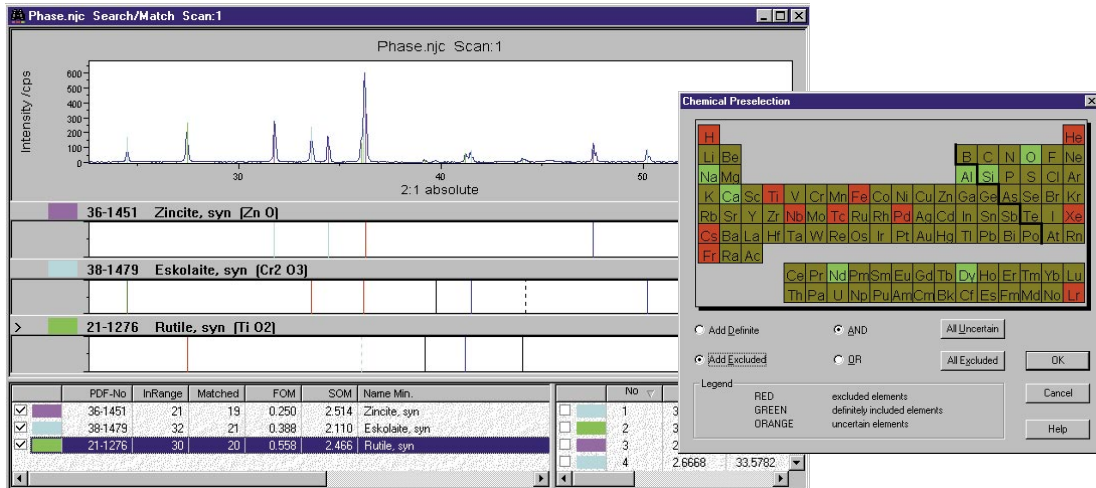 Phase.njc Search/Match Scan:1
Phase.njc Scan:1
Intensity /cps
600
500
400
300
200
100
0
30 40 50
2:1 absolute
36-1451 Zincite, syn (Zn O)
38-1479 Eskolaite, syn (Cr2 O3)
> 21-1276 Rutile, syn (Ti O2)
PDF-No InRange Matched FOM SOM Name Min.
36-1451 21 19 0.250 2.514 Zincite, syn
38-1479 32 21 0.388 2.110 Eskolaite, syn
21-1276 30 20 0.558 2.466 Rutile, syn
No
1 3
2 3
3 2
4 2.6668 33.5782
Chemical Preselection
H He
Li Be B C N O F Ne
Na Mg Al Si P S Cl Ar
K Ca Sc Ti V Cr Mn Fe Co Ni Cu Zn Ga Ge As Se Br Kr
Rb Sr Y Zr Nb Mo Tc Ru Rh Pd Ag Cd In Sn Sb Te I Xe
Cs Ba La Hf Ta W Re Os Ir Pt Au Hg Tl Pb Bi Po At Rn
Fr Ra Ac
Ce Pr Nd Pm Sm Eu Gd Tb Dy Ho Er Tm Yb Lu
Th Pa U Np Pu Am Cm Bk Cf Es Fm Md No Lr
Add Definite AND All Uncertain
Add Excluded OR All Excluded OK
Legend
RED excluded elements
GREEN definitely included elements
ORANGE uncertain elements
Cancel
Help